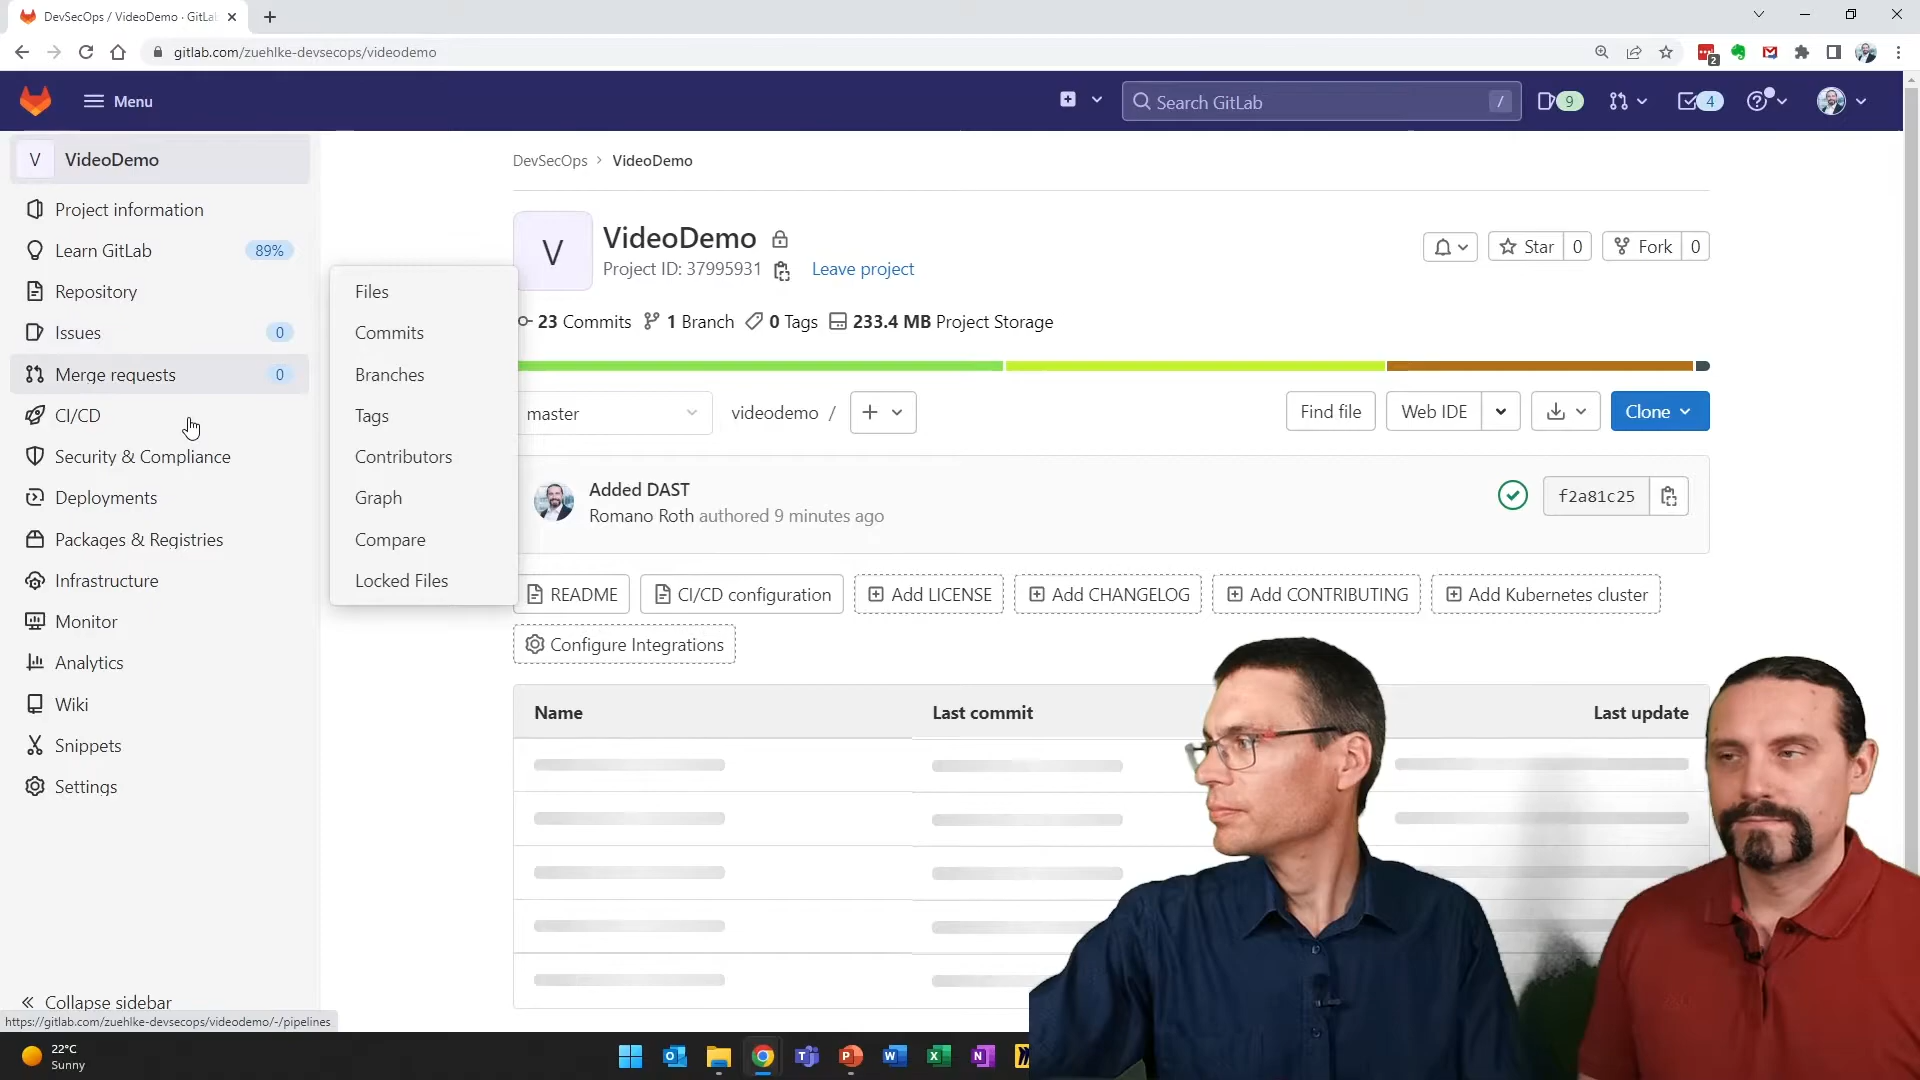 DevSecOps / VideoDemo · GitLa
gitlab.com/zuehlke-devsecops/videodemo
2
Menu
Search GitLab
/
9
4
V
VideoDemo
Project information
Learn GitLab
89%
Repository
Issues
0
Merge requests
0
CI/CD
Security & Compliance
Deployments
Packages & Registries
Infrastructure
Monitor
Analytics
Wiki
Snippets
Settings
Collapse sidebar
https://gitlab.com/zuehlke-devsecops/videodemo/-/pipelines
Files
Commits
Branches
Tags
Contributors
Graph
Compare
Locked Files
DevSecOps > VideoDemo
V
VideoDemo
Project ID: 37995931
Leave project
Star
0
Fork
0
23 Commits
1 Branch
0 Tags
233.4 MB Project Storage
master
videodemo /
Find file
Web IDE
Clone
Added DAST
Romano Roth authored 9 minutes ago
f2a81c25
README
CI/CD configuration
Add LICENSE
Add CHANGELOG
Add CONTRIBUTING
Add Kubernetes cluster
Configure Integrations
Name
Last commit
Last update
22°C
Sunny